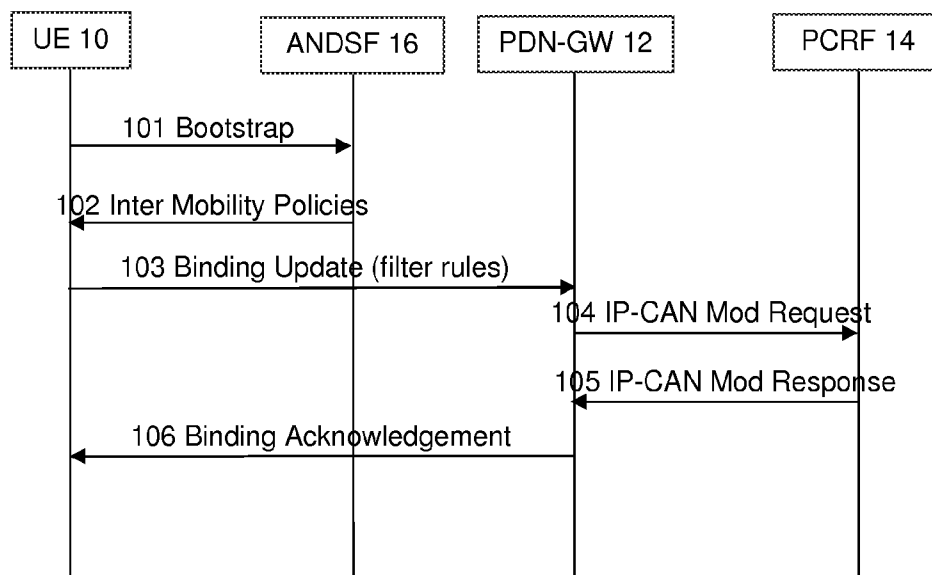 UE 10
ANDSF 16
PDN-GW 12
PCRF 14
101 Bootstrap
102 Inter Mobility Policies
103 Binding Update (filter rules)
104 IP-CAN Mod Request
105 IP-CAN Mod Response
106 Binding Acknowledgement